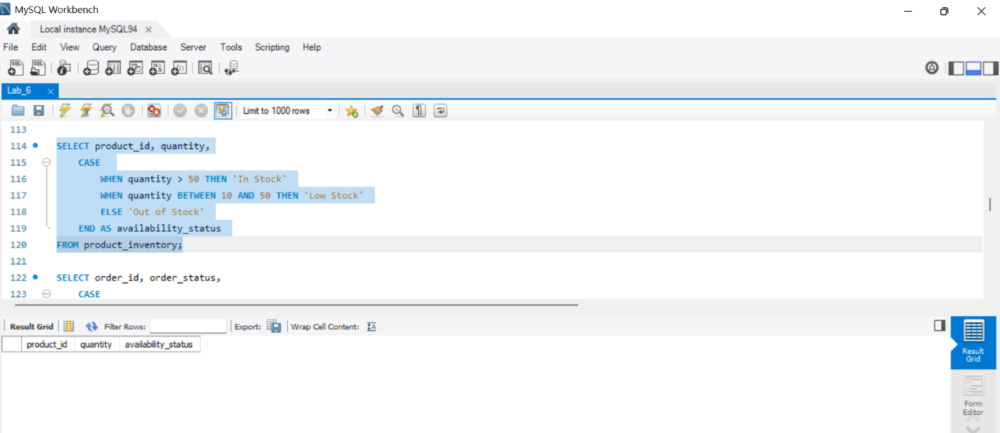 MySQL Workbench
Local instance MySQL94
File Edit View Query Database Server Tools Scripting Help
Lab_6
Limit to 1000 rows
113
114 SELECT product_id, quantity,
115 CASE
116 WHEN quantity > 50 THEN 'In Stock'
117 WHEN quantity BETWEEN 10 AND 50 THEN 'Low Stock'
118 ELSE 'Out of Stock'
119 END AS availability_status
120 FROM product_inventory;
121
122 SELECT order_id, order_status,
123 CASE
Result Grid Filter Rows: Export: Wrap Cell Content:
product_id quantity availability_status
Result
Grid
Form
Editor